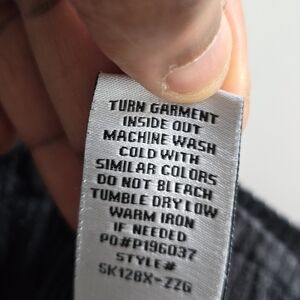 TURN GARMENT
INSIDE OUT
MACHINE WASH
COLD WITH
SIMILAR COLORS
DO NOT BLEACH
TUMBLE DRY LOW
WARM IRON
IF NEEDED
PO#P196037
STYLE#
SK128X-ZZG